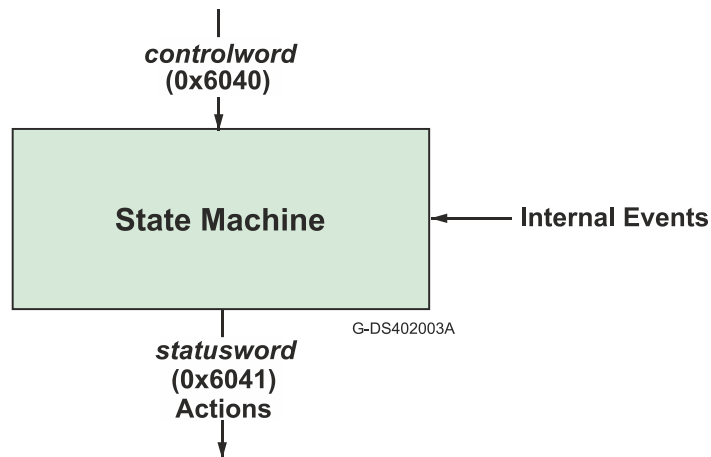 controlword
(0x6040)
State Machine
Internal Events
G-DS402003A
statusword
(0x6041)
Actions